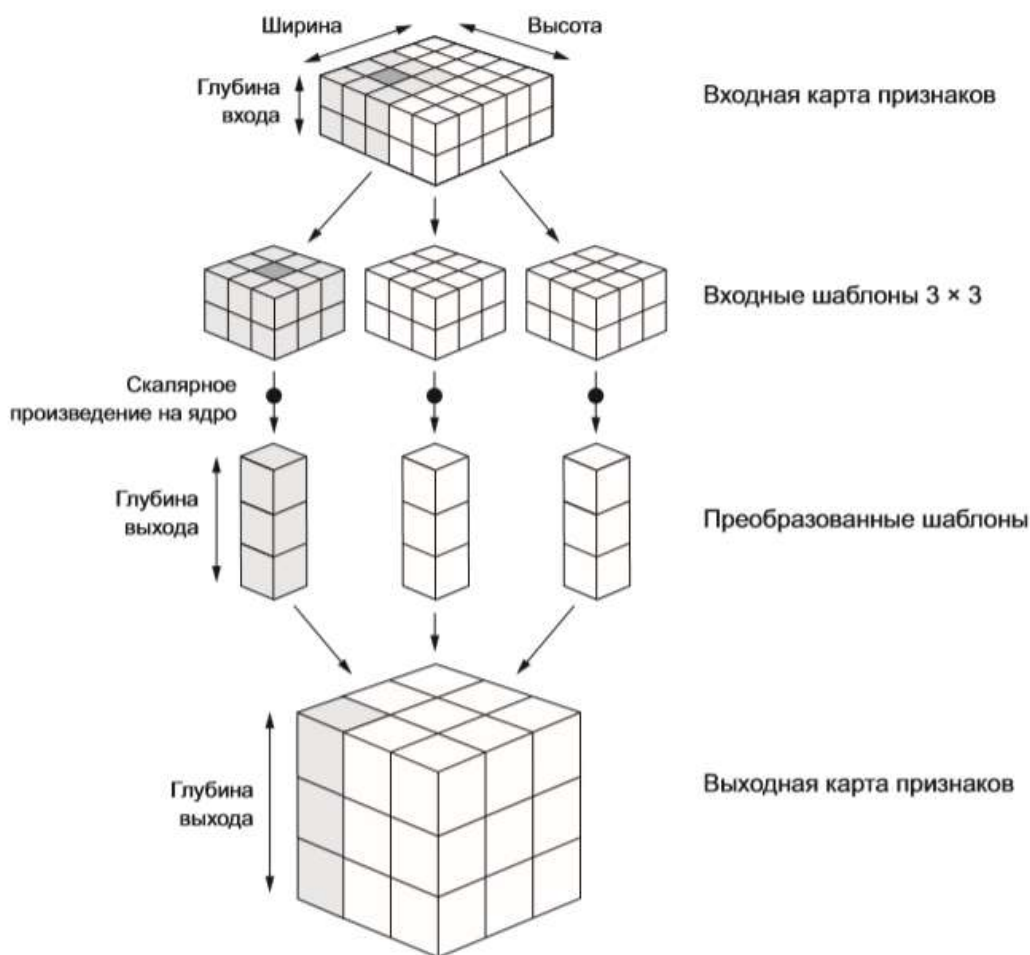 Ширина
Высота
Глубина
входа
Входная карта признаков
Входные шаблоны 3 × 3
Скалярное
произведение на ядро
Глубина
выхода
Преобразованные шаблоны
Глубина
выхода
Выходная карта признаков